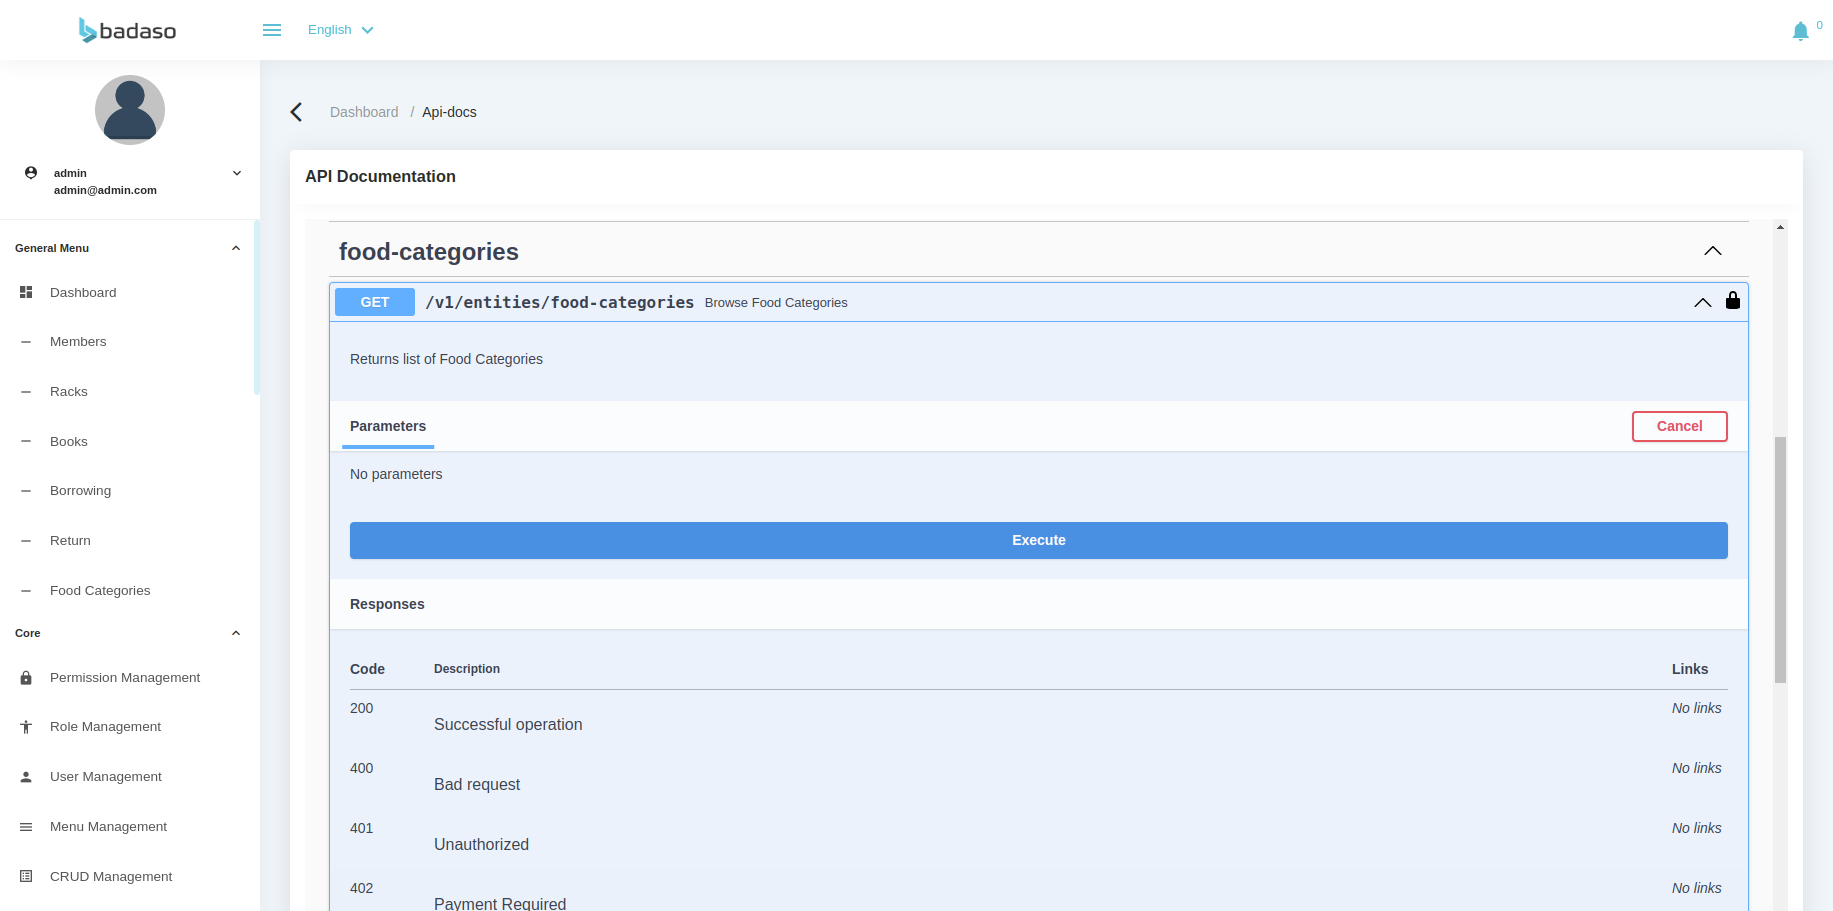 badaso
English
0
admin
admin@admin.com
General Menu
Dashboard
Members
Racks
Books
Borrowing
Return
Food Categories
Core
Permission Management
Role Management
User Management
Menu Management
CRUD Management
Dashboard / Api-docs
API Documentation
food-categories
GET /v1/entities/food-categories Browse Food Categories
Returns list of Food Categories
Parameters Cancel
No parameters
Execute
Responses
Code Description Links
200 Successful operation No links
400 Bad request No links
401 Unauthorized No links
402 Payment Required No links